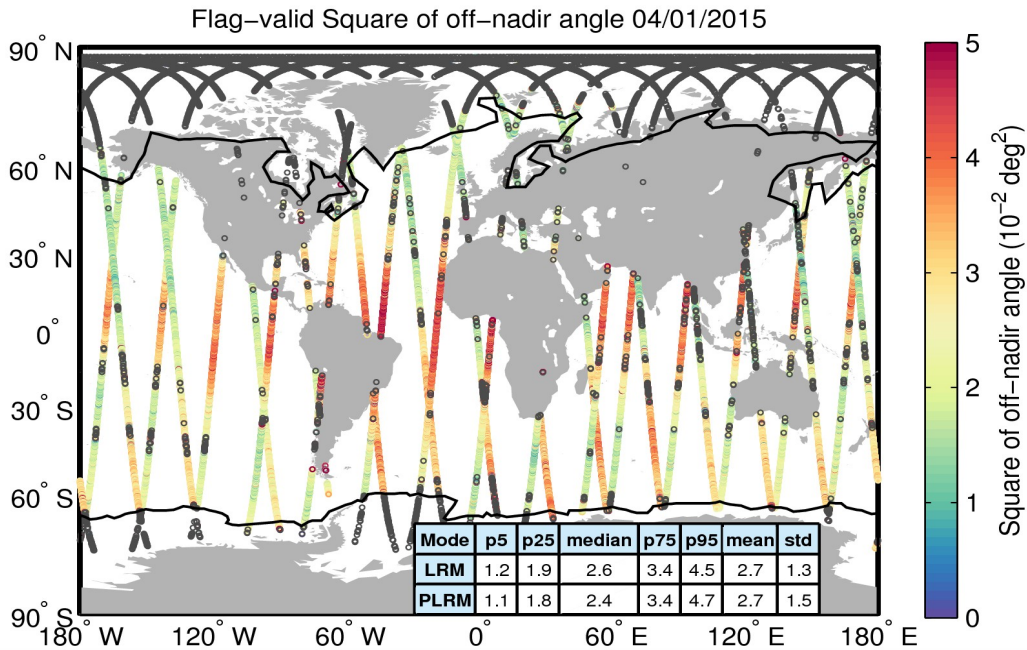 Flag−valid Square of off−nadir angle 04/01/2015
90° N
60° N
30° N
0°
30° S
60° S
90° S
180° W
120° W
60° W
0°
60° E
120° E
180° E
Mode p5 p25 median p75 p95 mean std
LRM 1.2 1.9 2.6 3.4 4.5 2.7 1.3
PLRM 1.1 1.8 2.4 3.4 4.7 2.7 1.5
5
4
3
2
1
0
Square of off−nadir angle (10⁻² deg²)